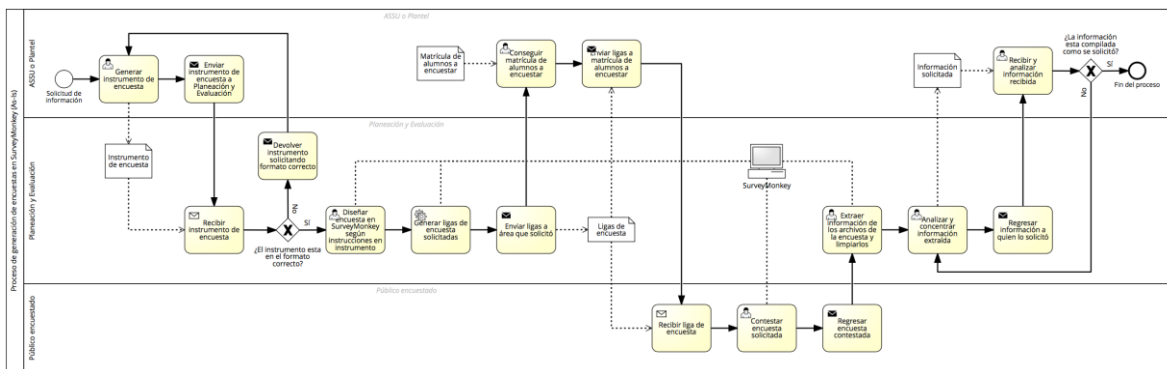 Proceso de generación de encuestas en SurveyMonkey (As-Is)
ASSU o Plantel
ASSU o Plantel
Solicitud de
información
Generar
instrumento de
encuesta
Enviar
instrumento de
encuesta a
Planeación y
Evaluación
Matrícula de
alumnos a
encuestar
Conseguir
matrícula de
alumnos a
encuestar
Enviar ligas a
matrícula de
alumnos a
encuestar
Información
solicitada
Recibir y
analizar
información
recibida
¿La información
esta compilada
como se solicitó?
Sí
No
Fin del proceso
Planeación y Evaluación
Planeación y Evaluación
Instrumento
de encuesta
Devolver
instrumento
solicitando
formato correcto
Recibir
instrumento de
encuesta
No
Sí
¿El instrumento esta
en el formato
correcto?
Diseñar
encuesta en
SurveyMonkey
según
instrucciones en
instrumento
Generar ligas de
encuesta
solicitadas
Enviar ligas a
área que solicitó
Ligas de
encuesta
SurveyMonkey
Extraer
información de
los archivos de
la encuesta y
limpiarlos
Analizar y
concentrar
información
extraída
Regresar
información a
quien lo solicitó
Público encuestado
Público encuestado
Recibir liga de
encuesta
Contestar
encuesta
solicitada
Regresar
encuesta
contestada